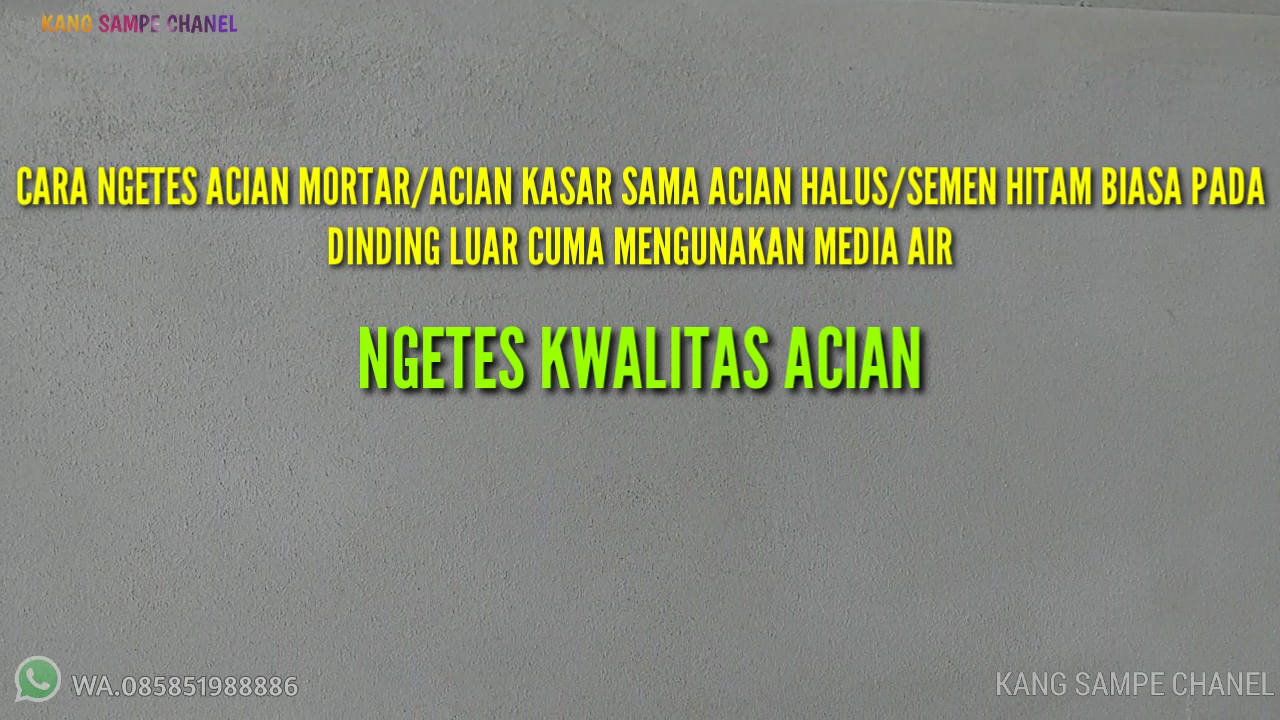 KANG SAMPE CHANEL
CARA NGETES ACIAN MORTAR/ACIAN KASAR SAMA ACIAN HALUS/SEMEN HITAM BIASA PADA
DINDING LUAR CUMA MENGUNAKAN MEDIA AIR
NGETES KWALITAS ACIAN
WA.085851988886
KANG SAMPE CHANEL